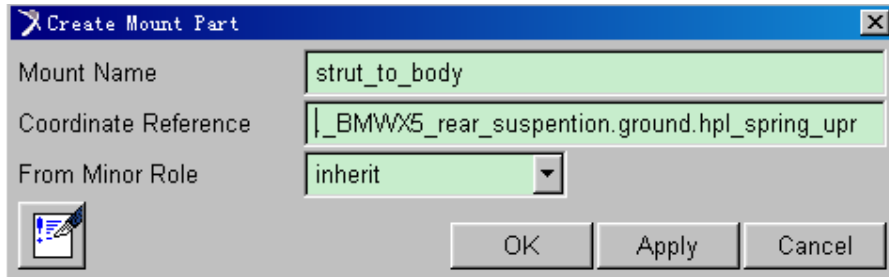 Create Mount Part
Mount Name strut_to_body
Coordinate Reference ._BMWX5_rear_suspention.ground.hpl_spring_upr
From Minor Role inherit
OK Apply Cancel